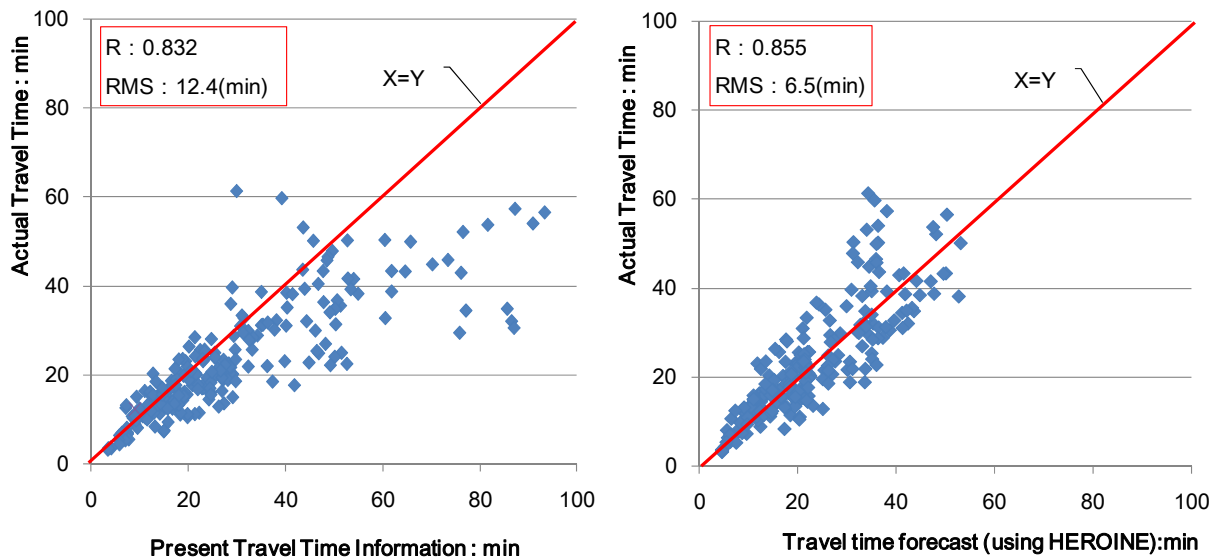 R : 0.832
RMS : 12.4(min)
X=Y
Actual Travel Time : min
100
80
60
40
20
0
0 20 40 60 80 100
Present Travel Time Information : min
R : 0.855
RMS : 6.5(min)
X=Y
Actual Travel Time : min
100
80
60
40
20
0
0 20 40 60 80 100
Travel time forecast (using HEROINE):min